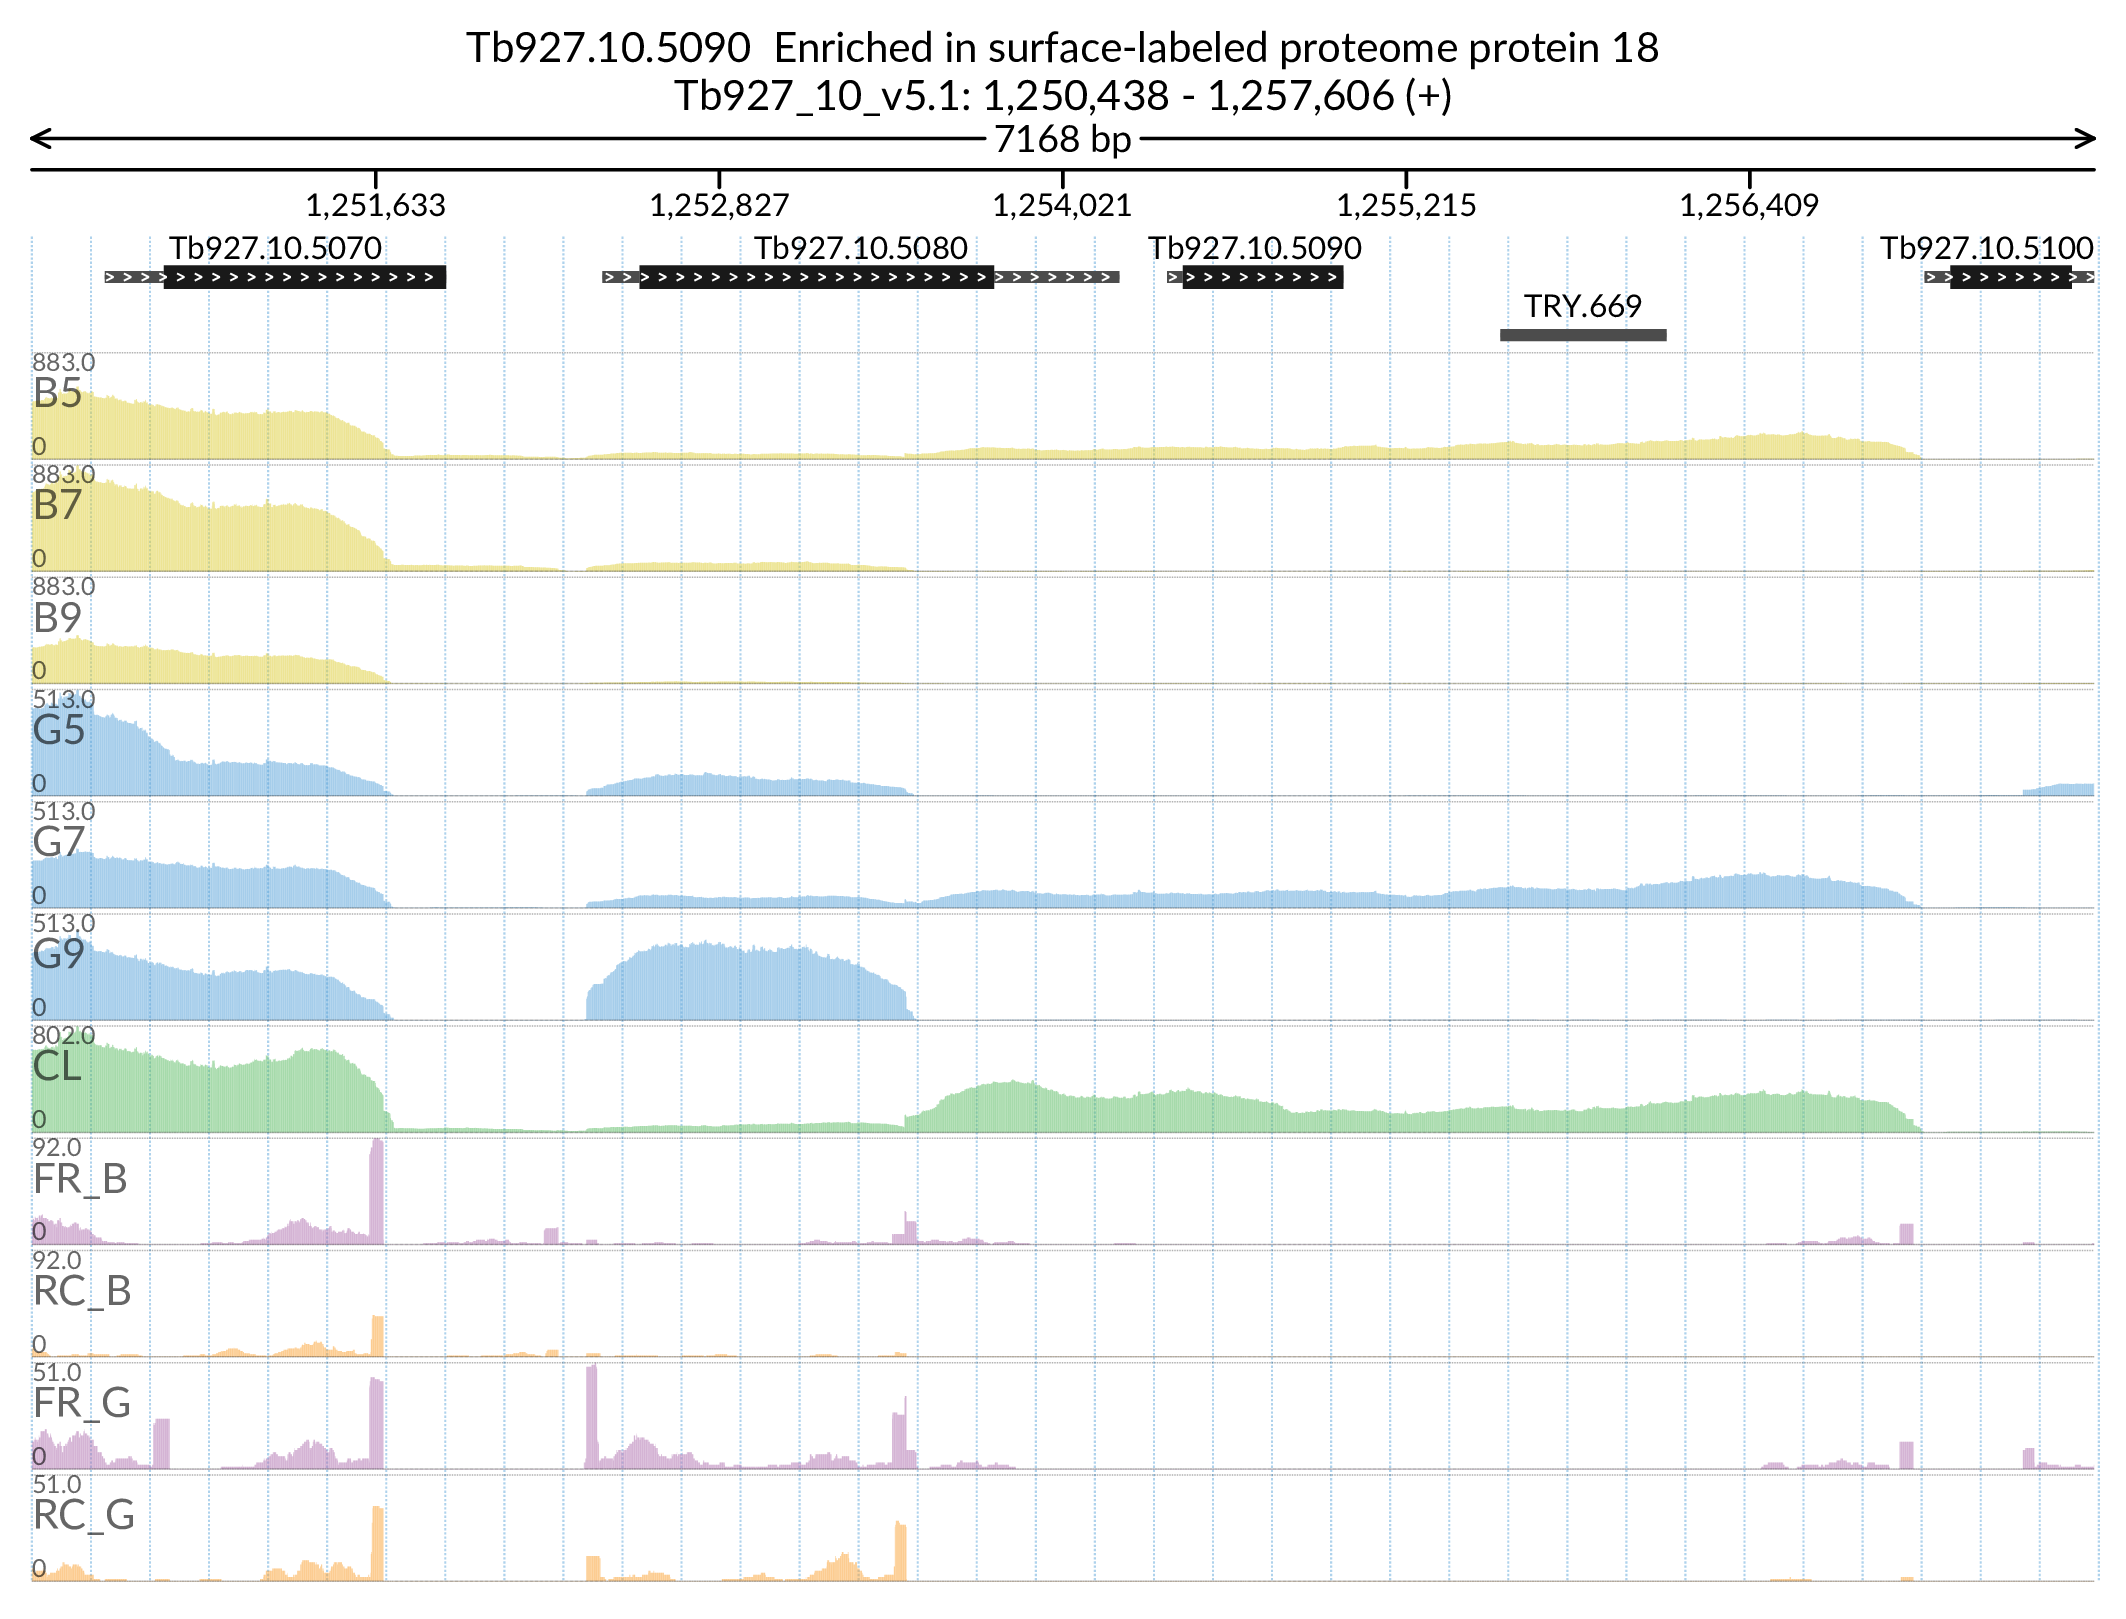 Tb927.10.5090  Enriched in surface-labeled proteome protein 18
Tb927_10_v5.1: 1,250,438 - 1,257,606 (+)
7168 bp
1,251,633 1,252,827 1,254,021 1,255,215 1,256,409
Tb927.10.5070 Tb927.10.5080 Tb927.10.5090 Tb927.10.5100
TRY.669
883.0
B5
0
883.0
B7
0
883.0
B9
0
513.0
G5
0
513.0
G7
0
513.0
G9
0
802.0
CL
0
92.0
FR_B
0
92.0
RC_B
0
51.0
FR_G
0
51.0
RC_G
0